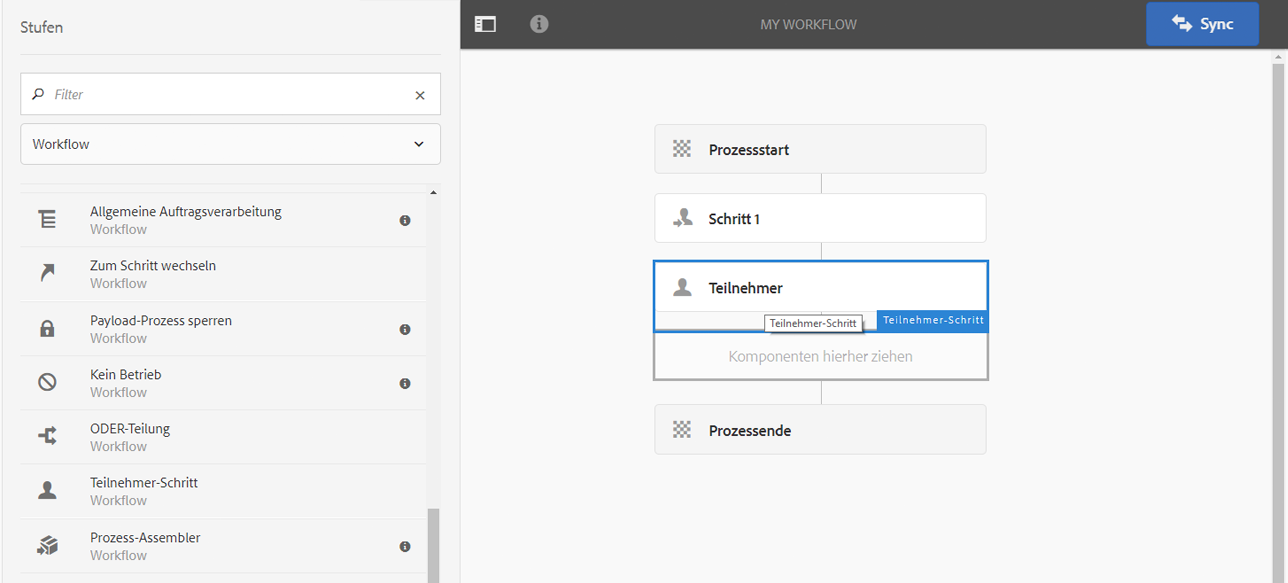 Stufen
Filter
Workflow
Allgemeine Auftragsverarbeitung
Workflow
Zum Schritt wechseln
Workflow
Payload-Prozess sperren
Workflow
Kein Betrieb
Workflow
ODER-Teilung
Workflow
Teilnehmer-Schritt
Workflow
Prozess-Assembler
Workflow
MY WORKFLOW
Sync
Prozessstart
Schritt 1
Teilnehmer
Teilnehmer-Schritt
Teilnehmer-Schritt
Komponenten hierher ziehen
Prozessende